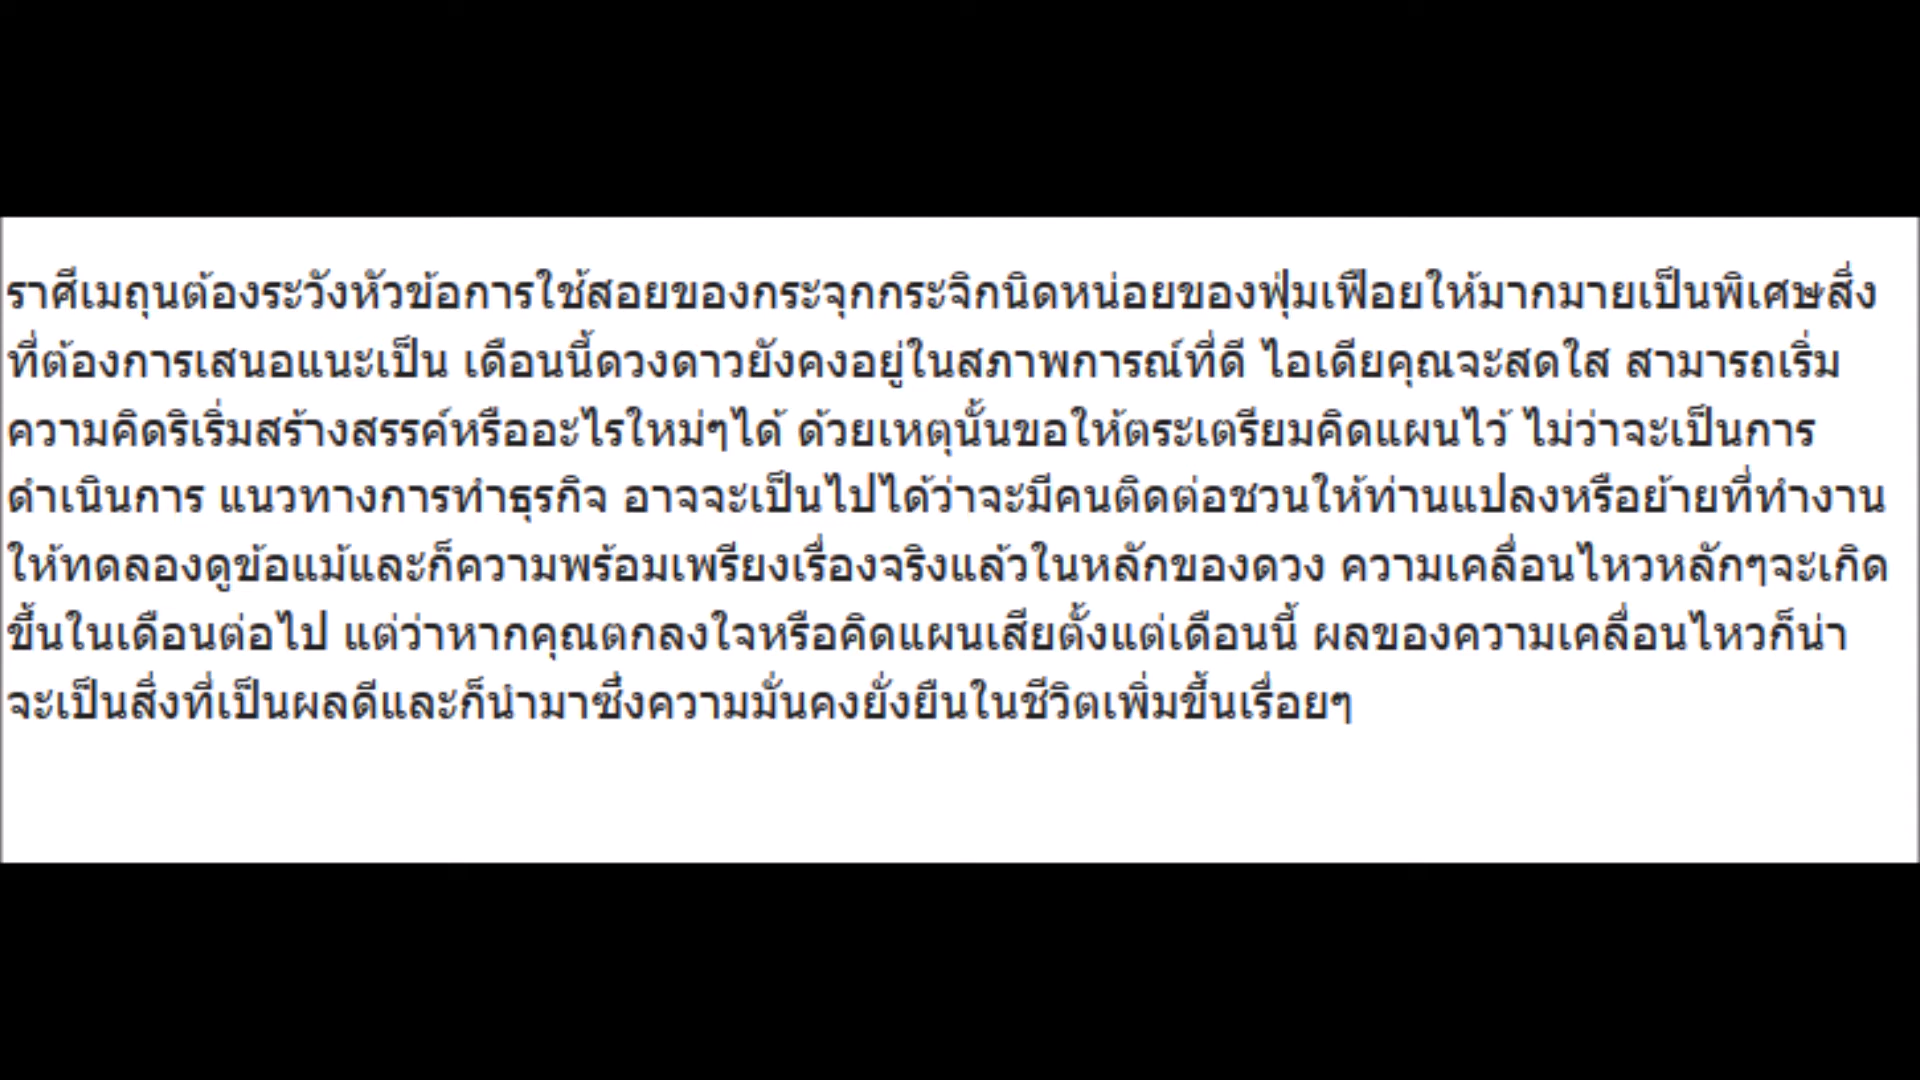 ราศีเมถุนต้องระวังหัวข้อการใช้สอยของกระจุกกระจิกนิดหน่อยของฟุ่มเฟือยให้มากมายเป็นพิเศษสิ่ง
ที่ต้องการเสนอแนะเป็น เดือนนี้ดวงดาวยังคงอยู่ในสภาพการณ์ที่ดี ไอเดียคุณจะสดใส สามารถเริ่ม
ความคิดริเริ่มสร้างสรรค์หรืออะไรใหม่ๆได้ ด้วยเหตุนั้นขอให้ตระเตรียมคิดแผนไว้ ไม่ว่าจะเป็นการ
ดำเนินการ แนวทางการทำธุรกิจ อาจจะเป็นไปได้ว่าจะมีคนติดต่อชวนให้ท่านแปลงหรือย้ายที่ทำงาน
ให้ทดลองดูข้อแม้และก็ความพร้อมเพรียงเรื่องจริงแล้วในหลักของดวง ความเคลื่อนไหวหลักๆจะเกิด
ขึ้นในเดือนต่อไป แต่ว่าหากคุณตกลงใจหรือคิดแผนเสียตั้งแต่เดือนนี้ ผลของความเคลื่อนไหวก็น่า
จะเป็นสิ่งที่เป็นผลดีและก็นำมาซึ่งความมั่นคงยั่งยืนในชีวิตเพิ่มขึ้นเรื่อยๆ